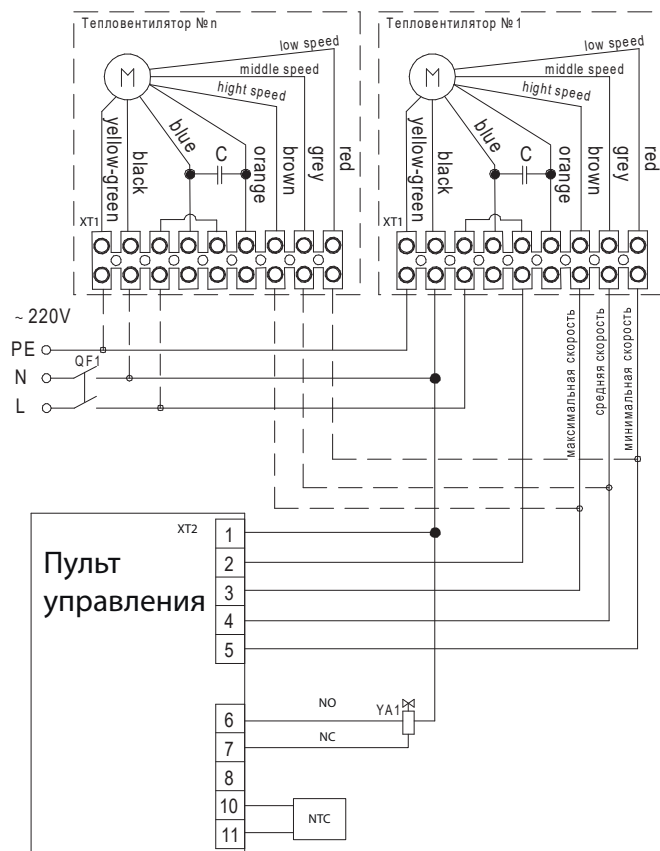 Тепловентилятор №n
Тепловентилятор №1
low speed
middle speed
hight speed
M
low speed
middle speed
hight speed
M
yellow-green
black
blue
C
orange
brown
grey
red
yellow-green
black
blue
C
orange
brown
grey
red
XT1
XT1
~ 220V
PE
QF1
N
L
максимальная скорость
средняя скорость
минимальная скорость
Пульт
управления
XT2
1
2
3
4
5
6
7
8
10
11
NO
NC
YA1
NTC